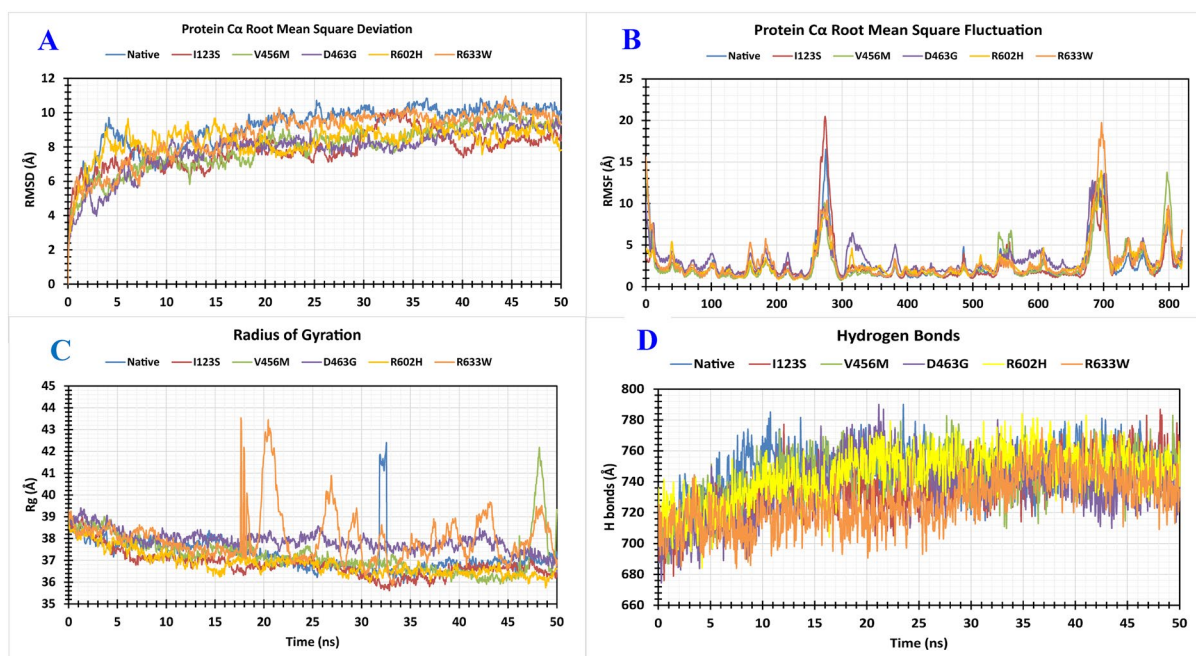 A
Protein Cα Root Mean Square Deviation
Native I123S V456M D463G R602H R633W
RMSD (Å)
12
10
8
6
4
2
0
0 5 10 15 20 25 30 35 40 45 50
B
Protein Cα Root Mean Square Fluctuation
Native I123S V456M D463G R602H R633W
RMSF (Å)
25
20
15
10
5
0
0 100 200 300 400 500 600 700 800
C
Radius of Gyration
Native I123S V456M D463G R602H R633W
Rg (Å)
45
44
43
42
41
40
39
38
37
36
35
0 5 10 15 20 25 30 35 40 45 50
Time (ns)
D
Hydrogen Bonds
Native I123S V456M D463G R602H R633W
H bonds (Å)
800
780
760
740
720
700
680
660
0 5 10 15 20 25 30 35 40 45 50
Time (ns)